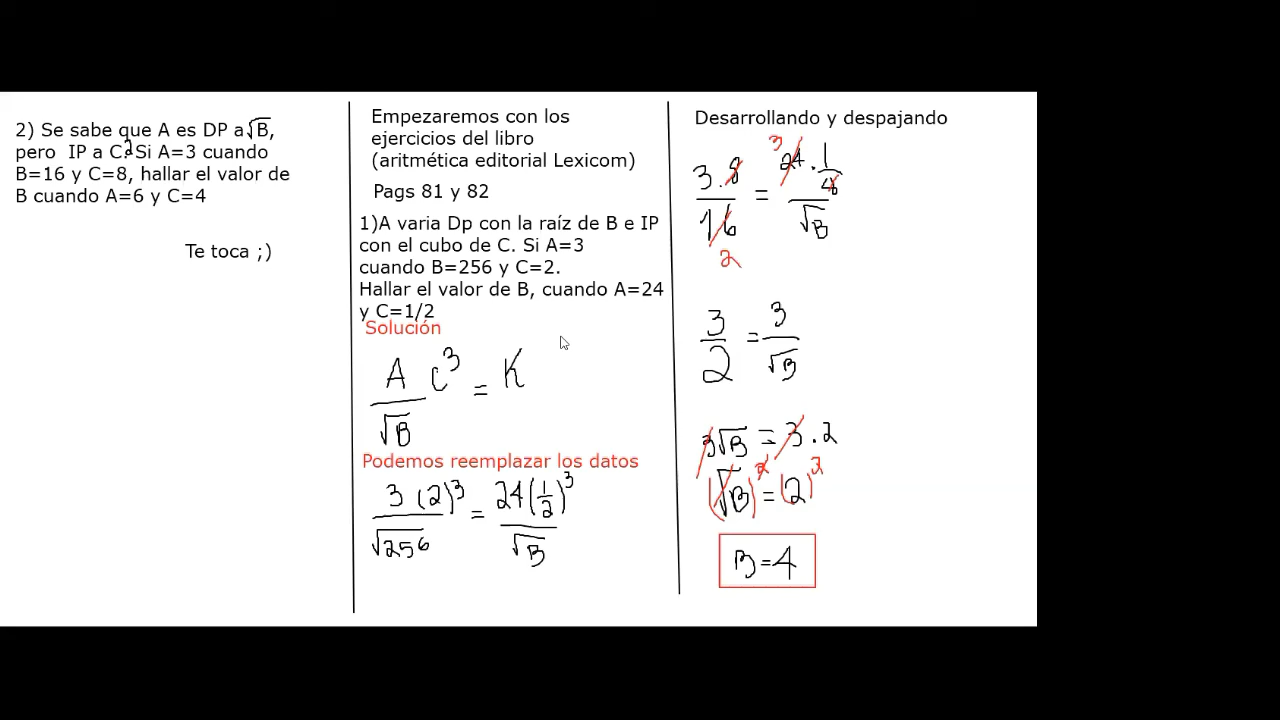 2) Se sabe que A es DP a√B,
pero IP a C². Si A=3 cuando
B=16 y C=8, hallar el valor de
B cuando A=6 y C=4
Te toca ;)
Empezaremos con los
ejercicios del libro
(aritmética editorial Lexicom)
Pags 81 y 82
1)A varia Dp con la raíz de B e IP
con el cubo de C. Si A=3
cuando B=256 y C=2.
Hallar el valor de B, cuando A=24
y C=1/2
Solución
A C³ = K
√B
Podemos reemplazar los datos
3 (2)³ = 24(1/2)³
√256 √B
Desarrollando y despajando
3
3.8 = 24.1/8
16 √B
2
3 = 3
2 √B
3√B = 3.2
(√B)² = (2)²
B=4